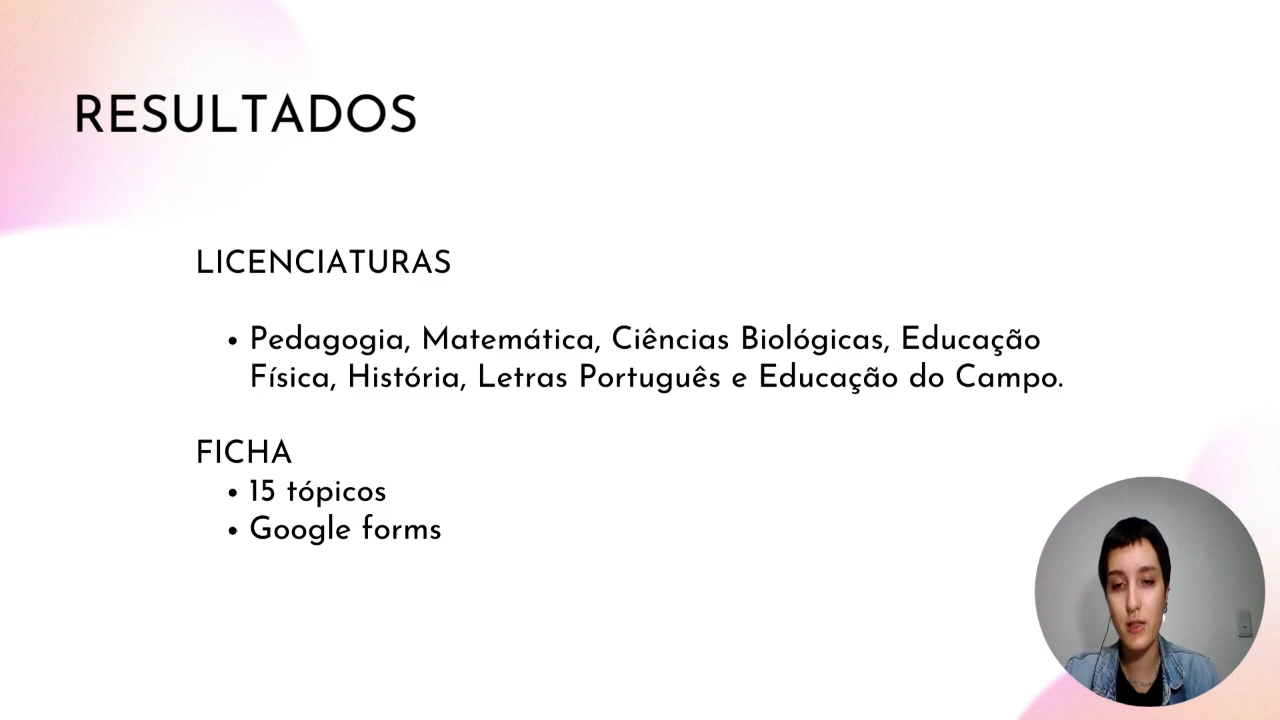 RESULTADOS
LICENCIATURAS
• Pedagogia, Matemática, Ciências Biológicas, Educação
Física, História, Letras Português e Educação do Campo.
FICHA
• 15 tópicos
• Google forms